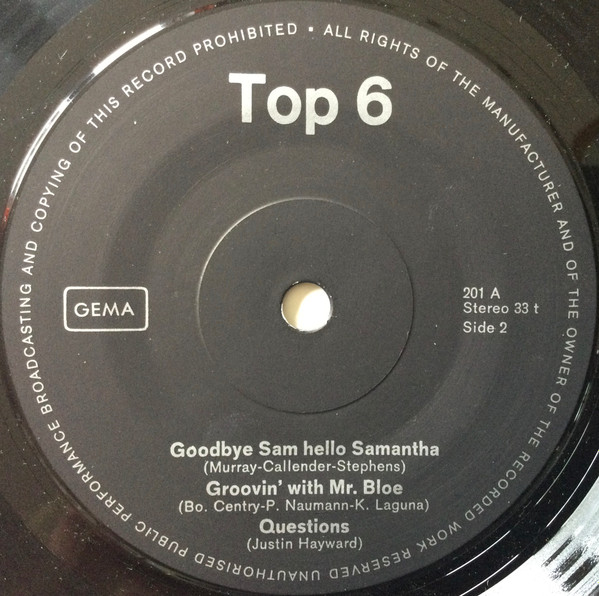 ALL RIGHTS OF THE MANUFACTURER AND OF THE OWNER OF THE RECORDED WORK RESERVED UNAUTHORISED PUBLIC PERFORMANCE BROADCASTING AND COPYING OF THIS RECORD PROHIBITED •
Top 6
GEMA
201 A
Stereo 33 t
Side 2
Goodbye Sam hello Samantha
(Murray-Callender-Stephens)
Groovin' with Mr. Bloe
(Bo. Centry-P. Naumann-K. Laguna)
Questions
(Justin Hayward)